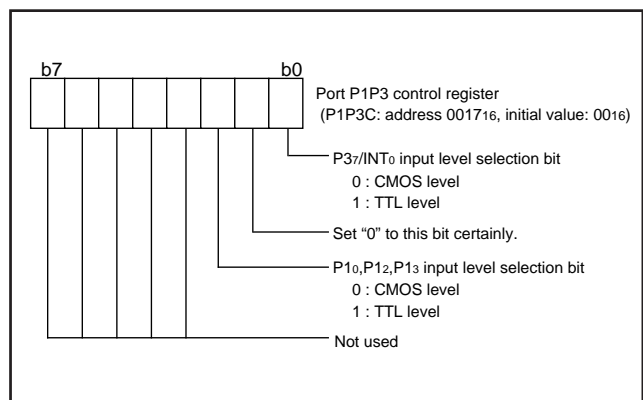 b7 b0
Port P1P3 control register
(P1P3C: address 001716, initial value: 0016)
P37/INT0 input level selection bit
0 : CMOS level
1 : TTL level
Set “0” to this bit certainly.
P10,P12,P13 input level selection bit
0 : CMOS level
1 : TTL level
Not used